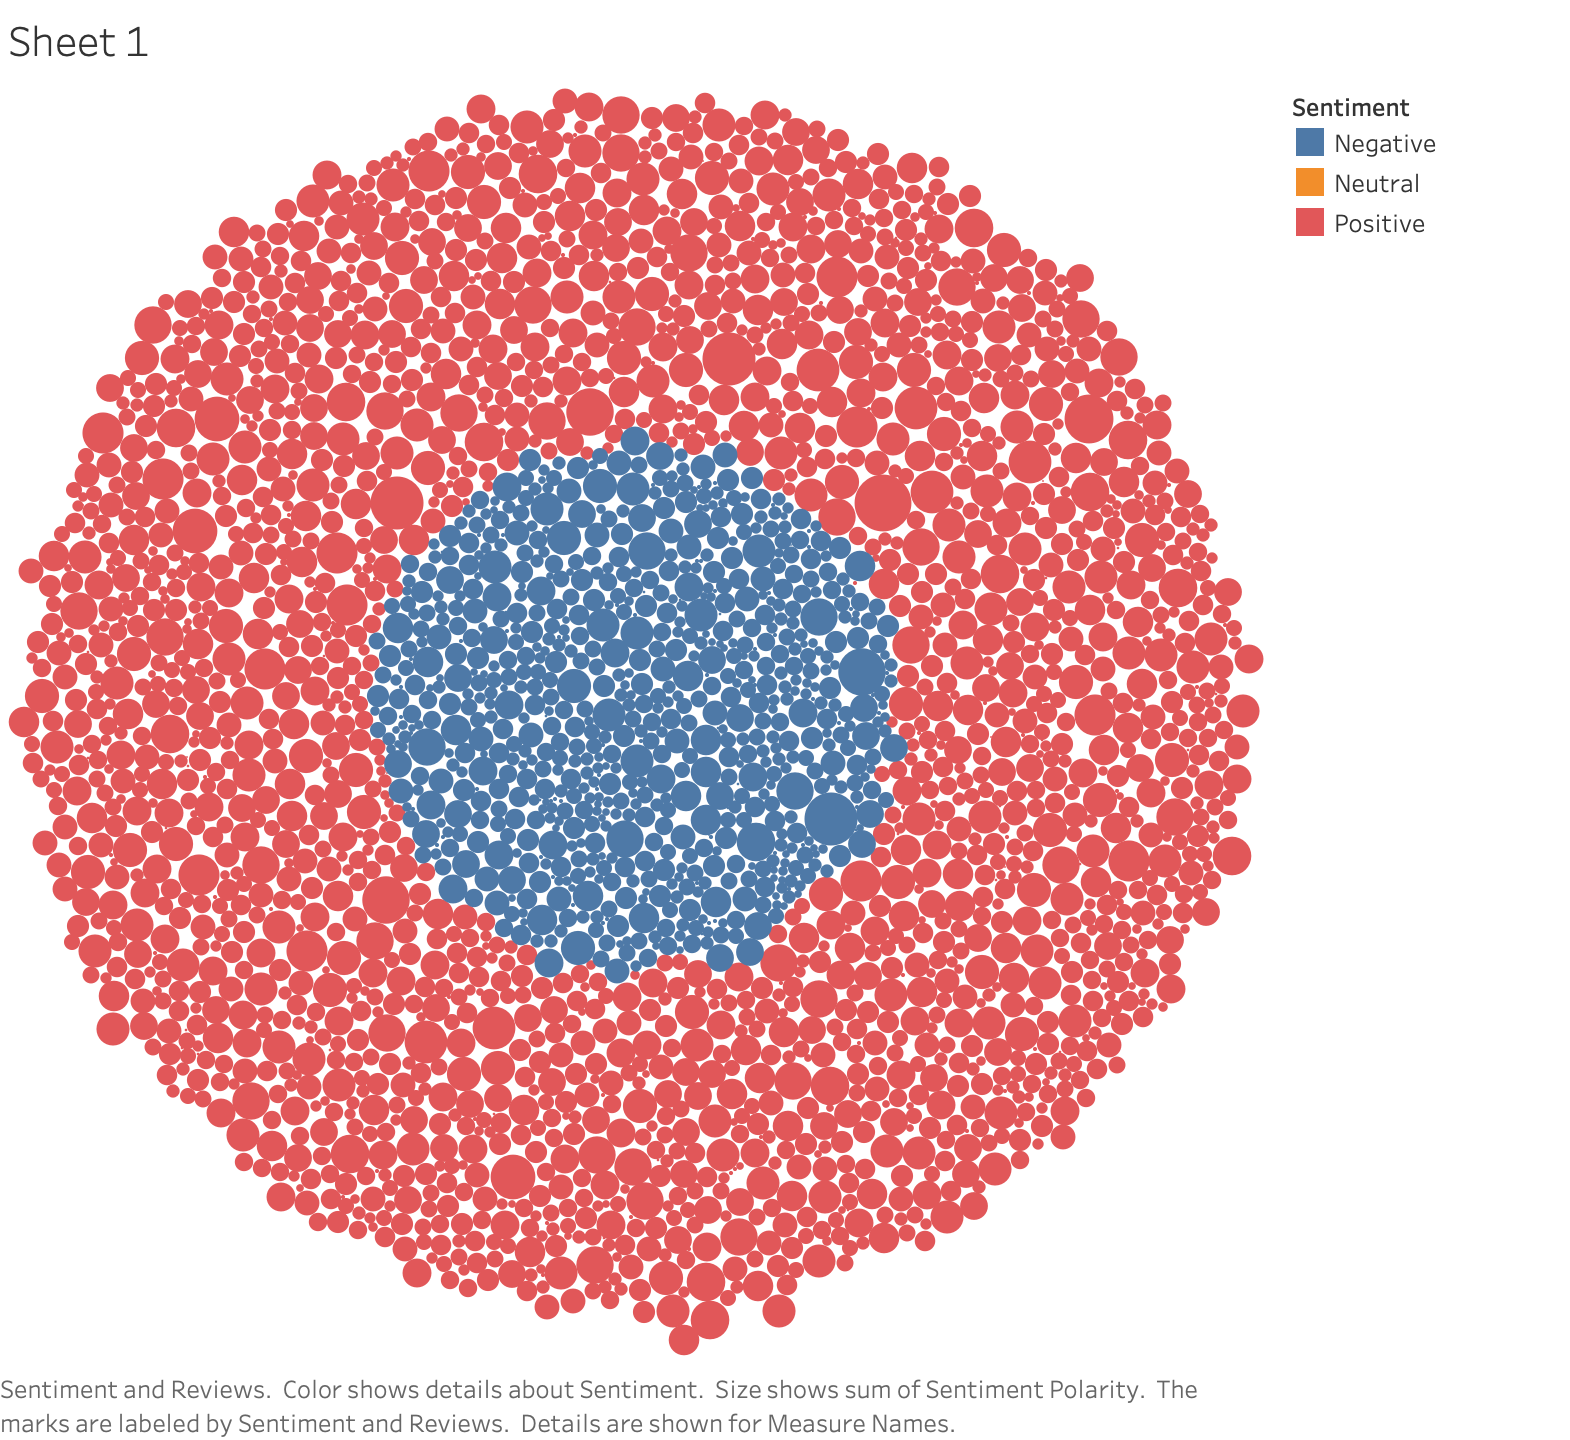 Sheet 1
Sentiment
Negative
Neutral
Positive
Sentiment and Reviews.  Color shows details about Sentiment.  Size shows sum of Sentiment Polarity.  The
marks are labeled by Sentiment and Reviews.  Details are shown for Measure Names.